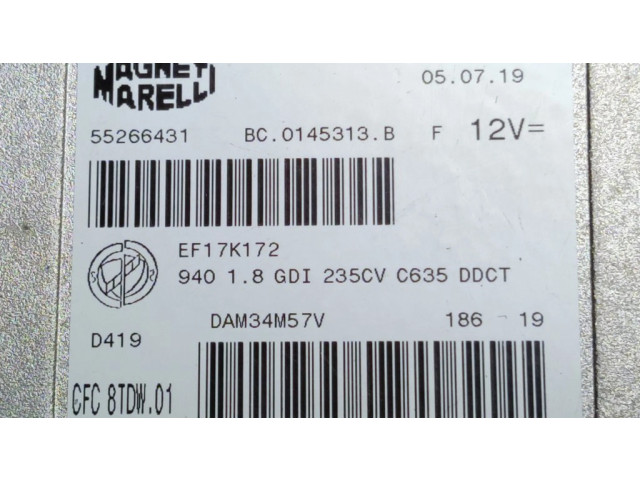 MAGNETI
MARELLI
05.07.19
55266431 BC.0145313.B F 12V=
EF17K172
940 1.8 GDI 235CV C635 DDCT
DAM34M57V 186 19
D419
CFC 8TDW.01